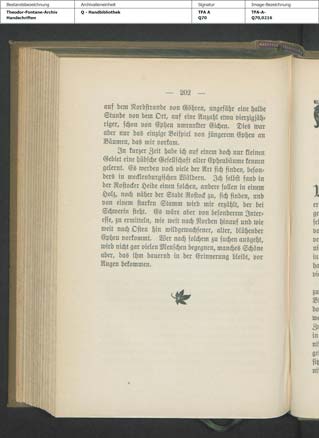 Bestandsbezeichnung
Archivalieneinheit
Signatur
Image-Bezeichnung
Theodor-Fontane-Archiv
Handschriften
Q - Handbibliothek
TFA A
Q70
TFA-A-
Q70,0216
— 202 —
auf dem Nordstrande von Göhren, ungefähr eine halbe
Stunde von dem Ort, auf eine Anzahl etwa vierzigjäh-
riger, schon von Epheu umrankter Eichen. Dies war
aber nur das einzige Beispiel von jüngerem Epheu an
Bäumen, das mir vorkam.
In kurzer Zeit habe ich auf einem doch nur kleinen
Gebiet eine hübsche Gesellschaft alter Epheubäume kennen
gelernt. Es werden noch viele der Art sich finden, beson-
ders in mecklenburgischen Wäldern. Ich selbst fand in
der Rostocker Heide einen solchen, andere sollen in einem
Holz, noch näher der Stadt Rostock zu, sich finden, und
von einem starken Stamm wird mir erzählt, der bei
Schwerin steht. Es wäre aber von besonderem Inter-
esse, zu ermitteln, wie weit nach Norden hinauf und wie
weit nach Osten hin wildgewachsener, alter, blühender
Epheu vorkommt. Wer nach solchem zu suchen ausgeht,
wird nicht gar vielen Menschen begegnen, manches Schöne
aber, das ihm dauernd in der Erinnerung bleibt, vor
Augen bekommen.